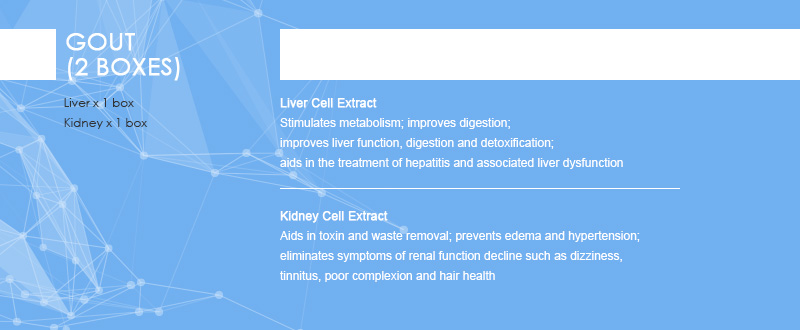 GOUT
(2 BOXES)
Liver x 1 box
Kidney x 1 box
Liver Cell Extract
Stimulates metabolism; improves digestion;
improves liver function, digestion and detoxification;
aids in the treatment of hepatitis and associated liver dysfunction
Kidney Cell Extract
Aids in toxin and waste removal; prevents edema and hypertension;
eliminates symptoms of renal function decline such as dizziness,
tinnitus, poor complexion and hair health